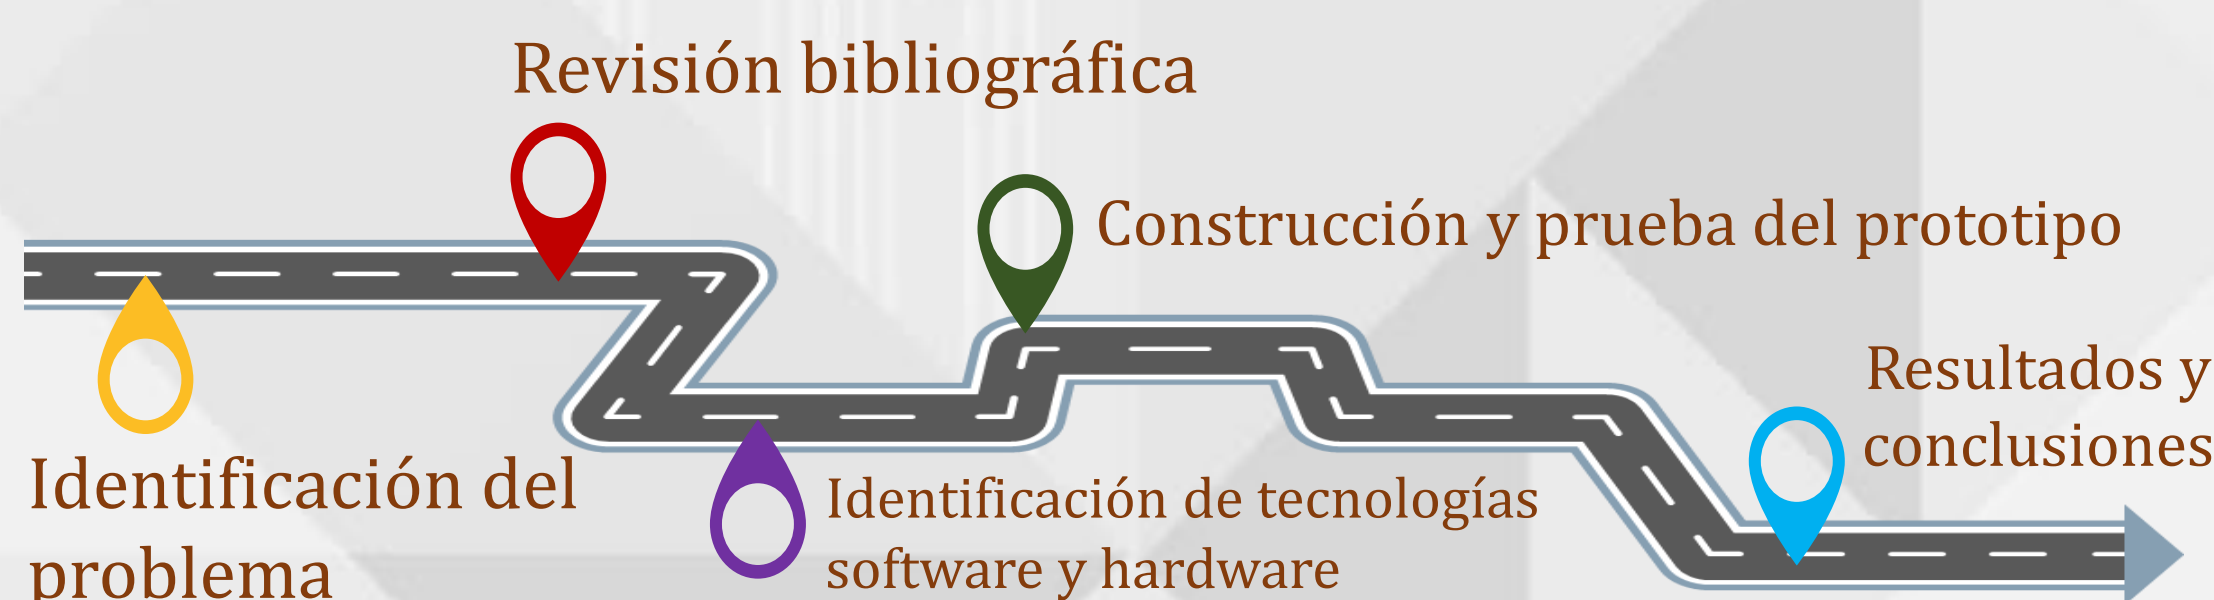 Revisión bibliográfica
Construcción y prueba del prototipo
Resultados y
conclusiones
Identificación del
problema
Identificación de tecnologías
software y hardware